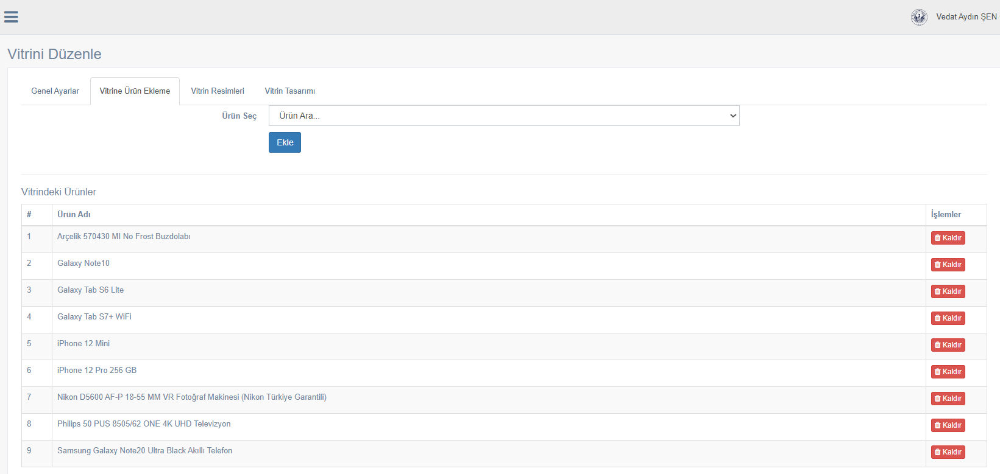 Vedat Aydın ŞEN
Vitrini Düzenle
Genel Ayarlar
Vitrine Ürün Ekleme
Vitrin Resimleri
Vitrin Tasarımı
Ürün Seç
Ürün Ara...
Ekle
Vitrindeki Ürünler
# Ürün Adı İşlemler
1 Arçelik 570430 MI No Frost Buzdolabı Kaldır
2 Galaxy Note10 Kaldır
3 Galaxy Tab S6 Lite Kaldır
4 Galaxy Tab S7+ WiFi Kaldır
5 iPhone 12 Mini Kaldır
6 iPhone 12 Pro 256 GB Kaldır
7 Nikon D5600 AF-P 18-55 MM VR Fotoğraf Makinesi (Nikon Türkiye Garantili) Kaldır
8 Philips 50 PUS 8505/62 ONE 4K UHD Televizyon Kaldır
9 Samsung Galaxy Note20 Ultra Black Akıllı Telefon Kaldır